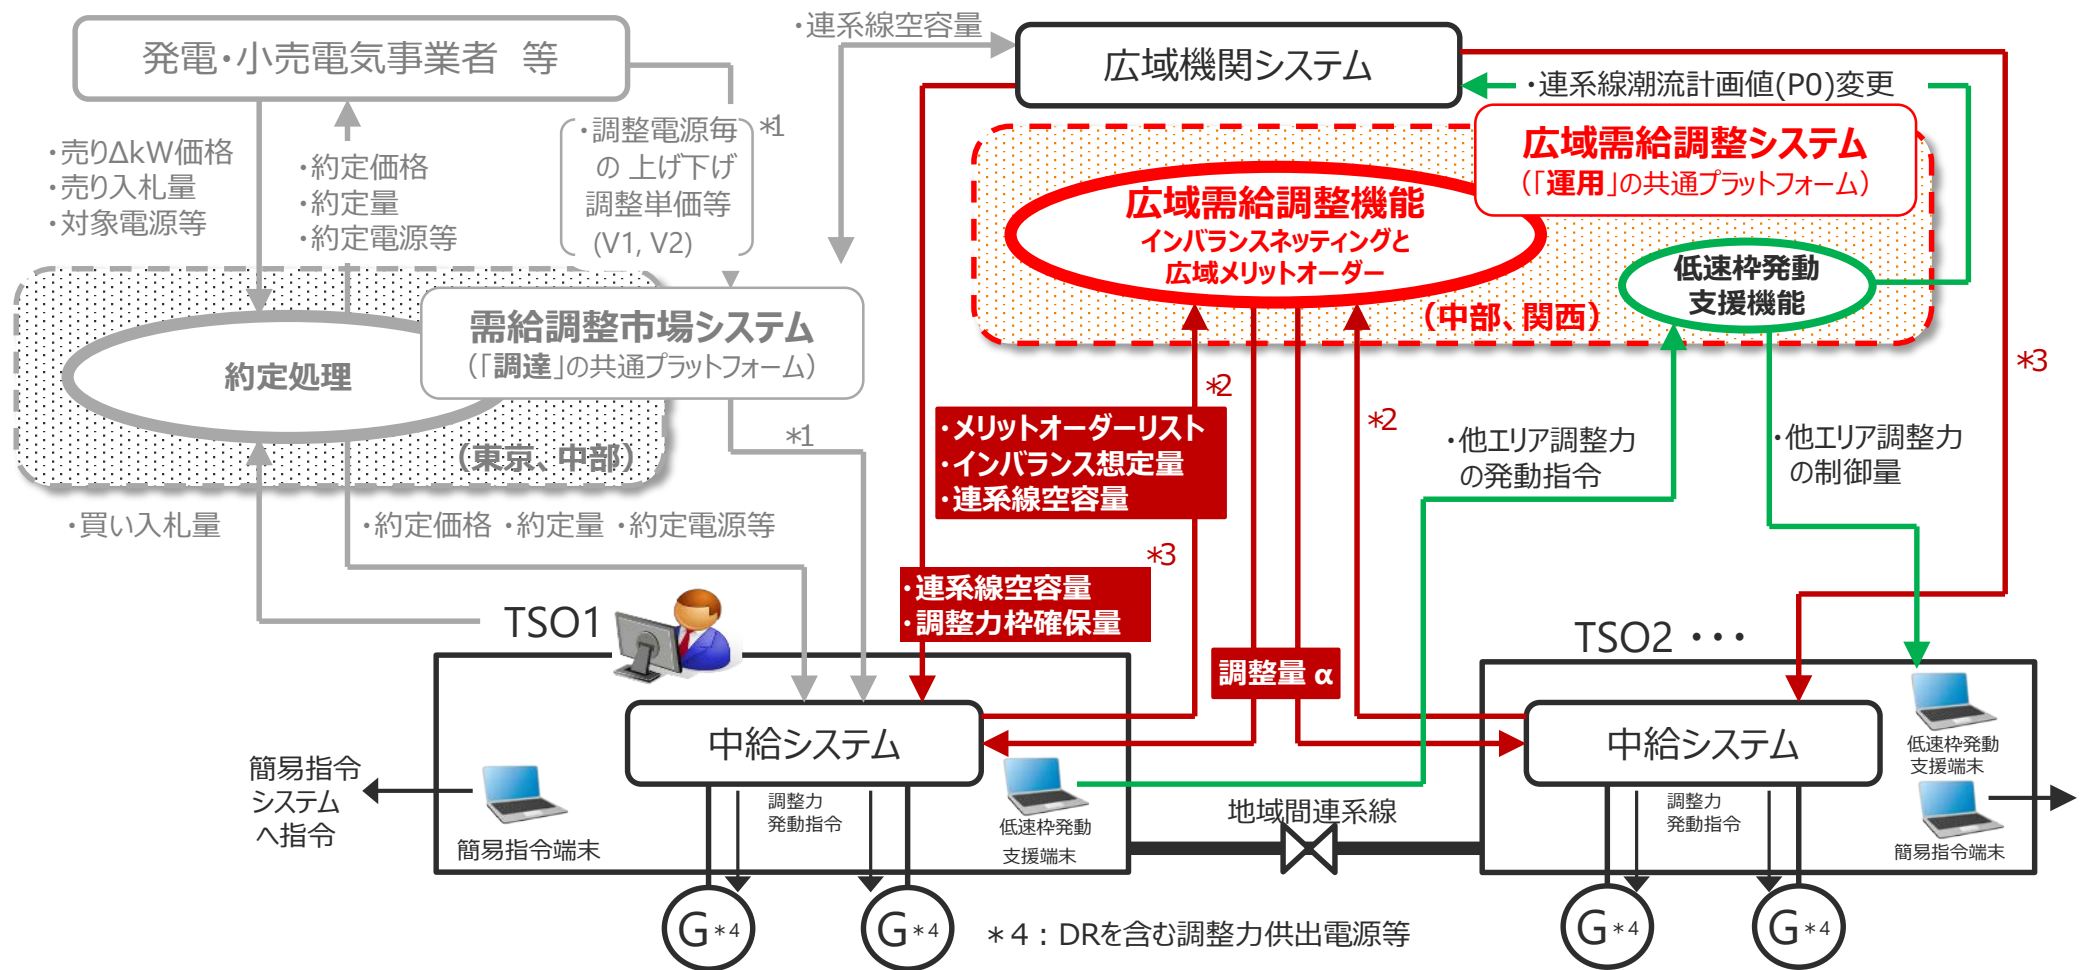 ・連系線空容量
発電・小売電気事業者　等
広域機関システム
・連系線潮流計画値(P0)変更
・売りΔkW価格
・売り入札量
・対象電源等
・約定価格
・約定量
・約定電源等
・調整電源毎
の 上げ下げ
調整単価等
(V1, V2)
*1
広域需給調整システム
（「運用」の共通プラットフォーム）
広域需給調整機能
インバランスネッティングと
広域メリットオーダー
低速枠発動
支援機能
（中部、関西）
需給調整市場システム
（「調達」の共通プラットフォーム）
約定処理
（東京、中部）
*1
*2
*2
*3
・メリットオーダーリスト
・インバランス想定量
・連系線空容量
・他エリア調整力
の発動指令
・他エリア調整力
の制御量
・買い入札量
・約定価格 ・約定量 ・約定電源等
*3
・連系線空容量
・調整力枠確保量
TSO1
TSO2 ・・・
調整量 α
中給システム
中給システム
簡易指令
システム
へ指令
簡易指令端末
調整力
発動指令
低速枠発動
支援端末
地域間連系線
調整力
発動指令
低速枠発動
支援端末
簡易指令端末
G*4
G*4
＊4：DRを含む調整力供出電源等
G*4
G*4